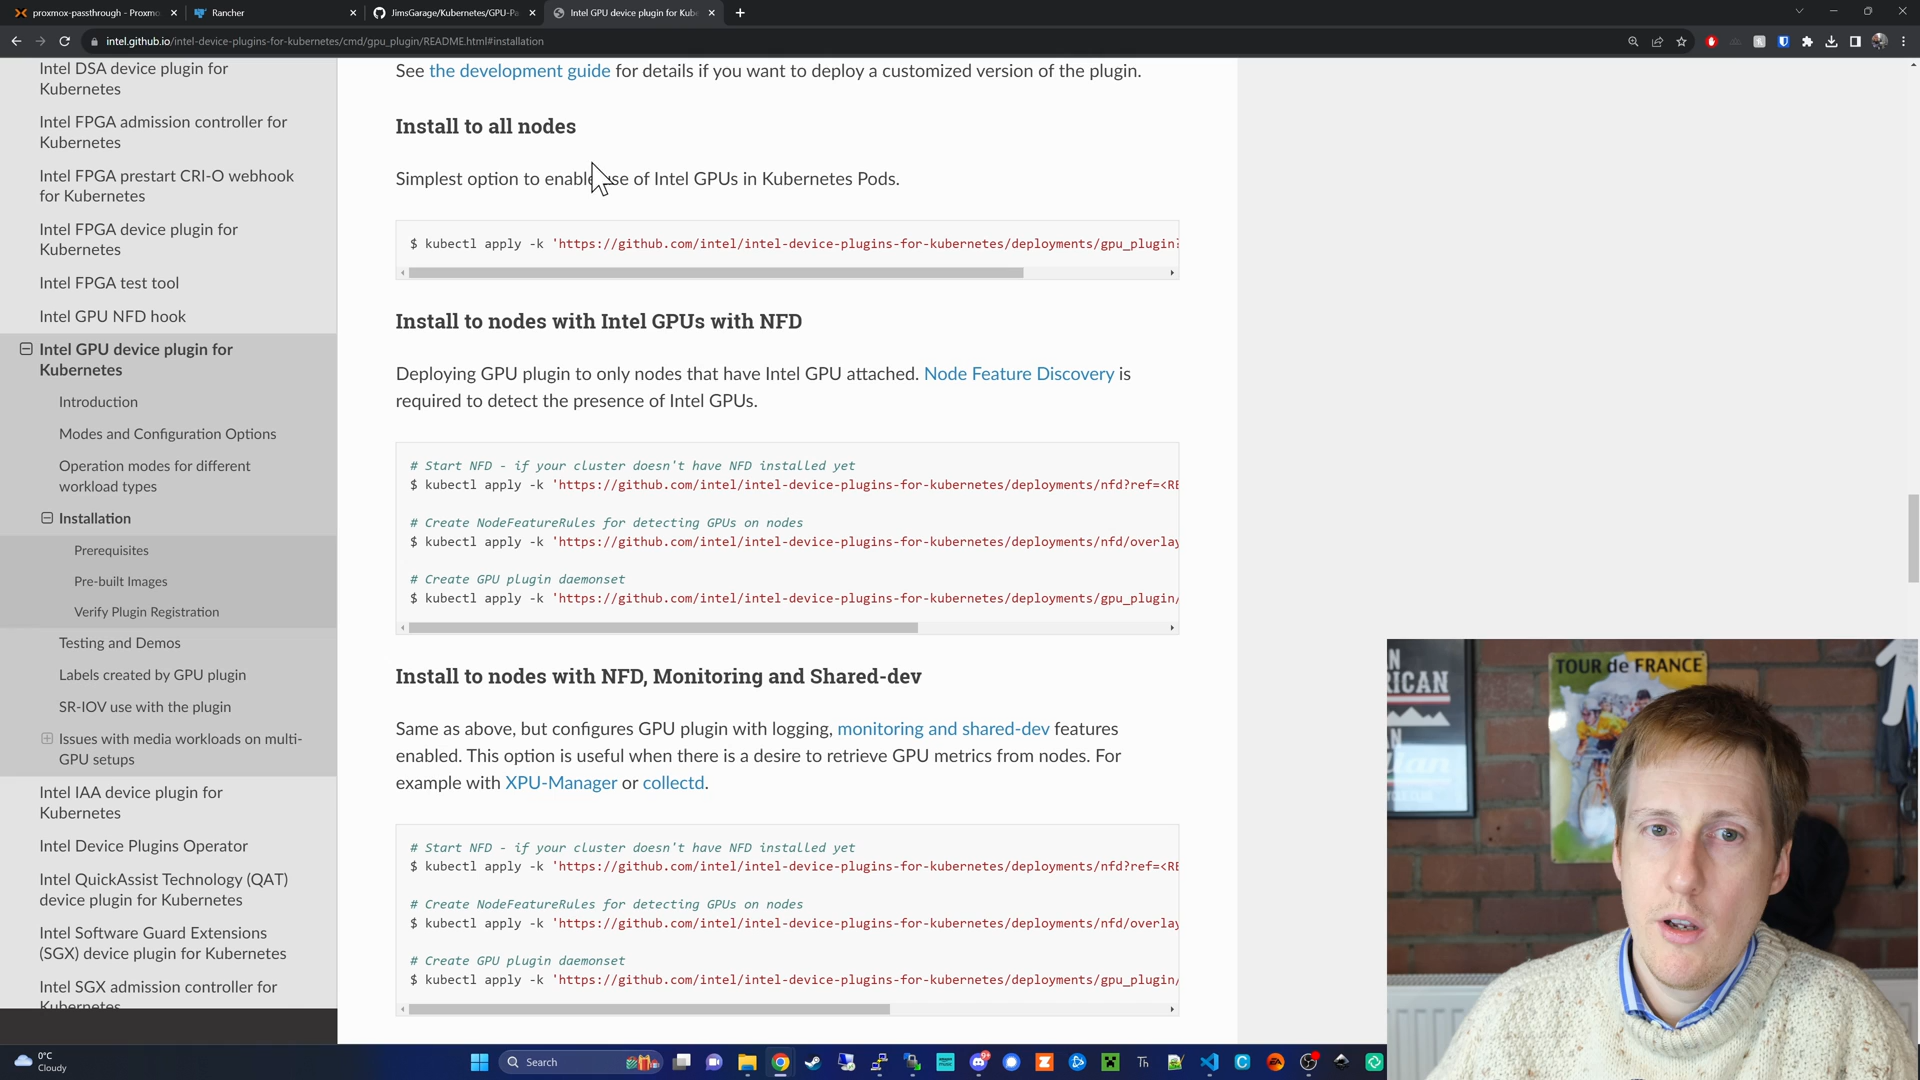 proxmox-passthrough - Proxmo
Rancher
JimsGarage/Kubernetes/GPU-Pa
Intel GPU device plugin for Kube
intel.github.io/intel-device-plugins-for-kubernetes/cmd/gpu_plugin/README.html#installation
Intel DSA device plugin for
Kubernetes
Intel FPGA admission controller for
Kubernetes
Intel FPGA prestart CRI-O webhook
for Kubernetes
Intel FPGA device plugin for
Kubernetes
Intel FPGA test tool
Intel GPU NFD hook
Intel GPU device plugin for
Kubernetes
Introduction
Modes and Configuration Options
Operation modes for different
workload types
Installation
Prerequisites
Pre-built Images
Verify Plugin Registration
Testing and Demos
Labels created by GPU plugin
SR-IOV use with the plugin
Issues with media workloads on multi-
GPU setups
Intel IAA device plugin for
Kubernetes
Intel Device Plugins Operator
Intel QuickAssist Technology (QAT)
device plugin for Kubernetes
Intel Software Guard Extensions
(SGX) device plugin for Kubernetes
Intel SGX admission controller for
Kubernetes
See the development guide for details if you want to deploy a customized version of the plugin.
Install to all nodes
Simplest option to enable use of Intel GPUs in Kubernetes Pods.
$ kubectl apply -k 'https://github.com/intel/intel-device-plugins-for-kubernetes/deployments/gpu_plugin?
Install to nodes with Intel GPUs with NFD
Deploying GPU plugin to only nodes that have Intel GPU attached. Node Feature Discovery is
required to detect the presence of Intel GPUs.
# Start NFD - if your cluster doesn't have NFD installed yet
$ kubectl apply -k 'https://github.com/intel/intel-device-plugins-for-kubernetes/deployments/nfd?ref=<RE
# Create NodeFeatureRules for detecting GPUs on nodes
$ kubectl apply -k 'https://github.com/intel/intel-device-plugins-for-kubernetes/deployments/nfd/overlay
# Create GPU plugin daemonset
$ kubectl apply -k 'https://github.com/intel/intel-device-plugins-for-kubernetes/deployments/gpu_plugin/
Install to nodes with NFD, Monitoring and Shared-dev
Same as above, but configures GPU plugin with logging, monitoring and shared-dev features
enabled. This option is useful when there is a desire to retrieve GPU metrics from nodes. For
example with XPU-Manager or collectd.
# Start NFD - if your cluster doesn't have NFD installed yet
$ kubectl apply -k 'https://github.com/intel/intel-device-plugins-for-kubernetes/deployments/nfd?ref=<RE
# Create NodeFeatureRules for detecting GPUs on nodes
$ kubectl apply -k 'https://github.com/intel/intel-device-plugins-for-kubernetes/deployments/nfd/overlay
# Create GPU plugin daemonset
$ kubectl apply -k 'https://github.com/intel/intel-device-plugins-for-kubernetes/deployments/gpu_plugin/
TOUR de FRANCE
RICAN
0°C
Cloudy
Search